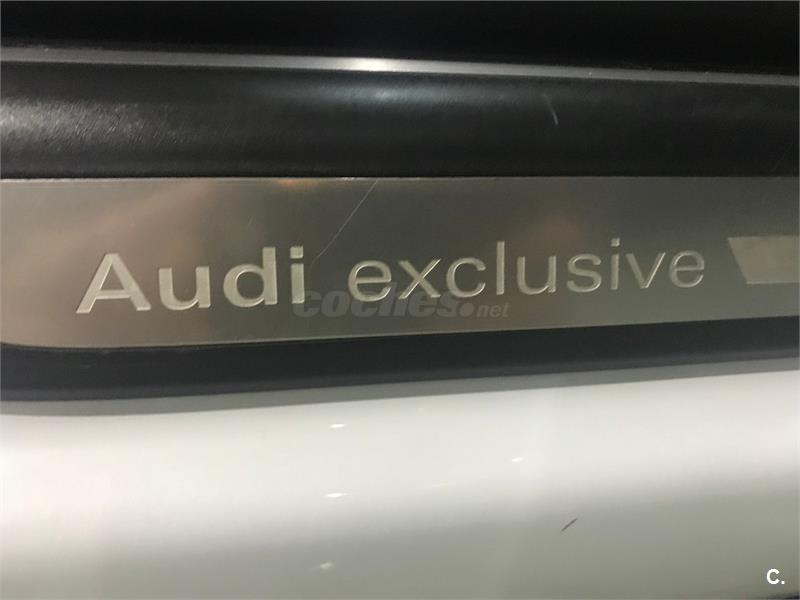 Audi exclusive
coches.net
C.